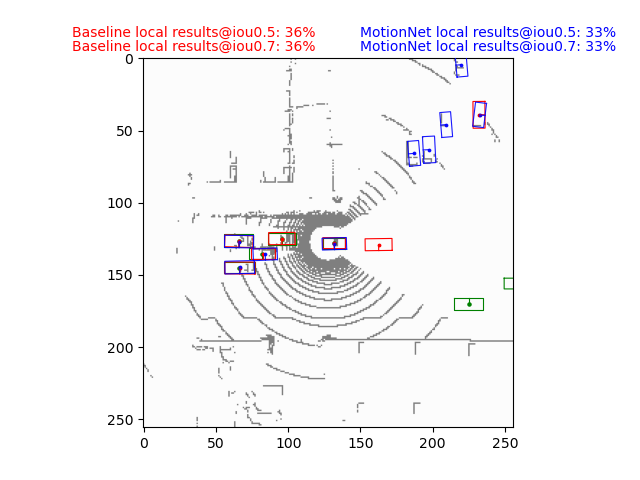 Baseline local results@iou0.5: 36% MotionNet local results@iou0.5: 33%
Baseline local results@iou0.7: 36% MotionNet local results@iou0.7: 33%
0
50
100
150
200
250
0 50 100 150 200 250